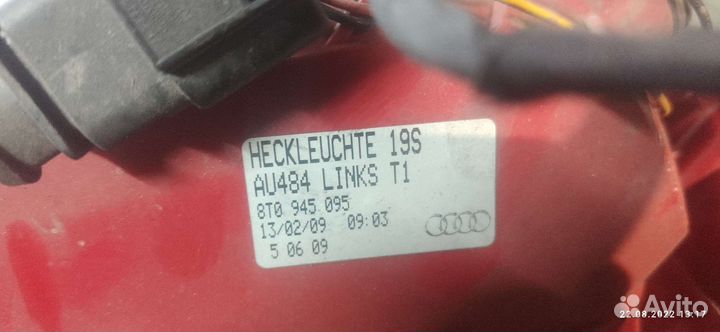 HECKLEUCHTE 19S
AU484 LINKS T1
8T0 945 095
13/02/09 09:03
5 06 09
22.08.2022 13:17
Avito